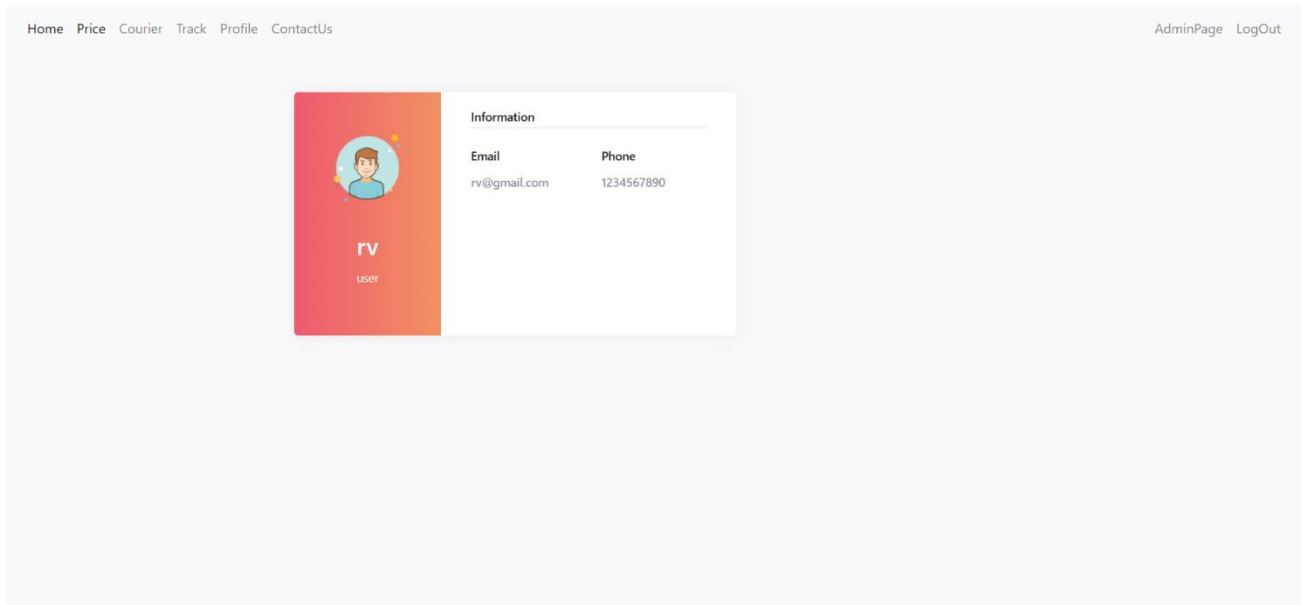 Home Price Courier Track Profile ContactUs AdminPage LogOut
Information
Email Phone
rv@gmail.com 1234567890
rv
user